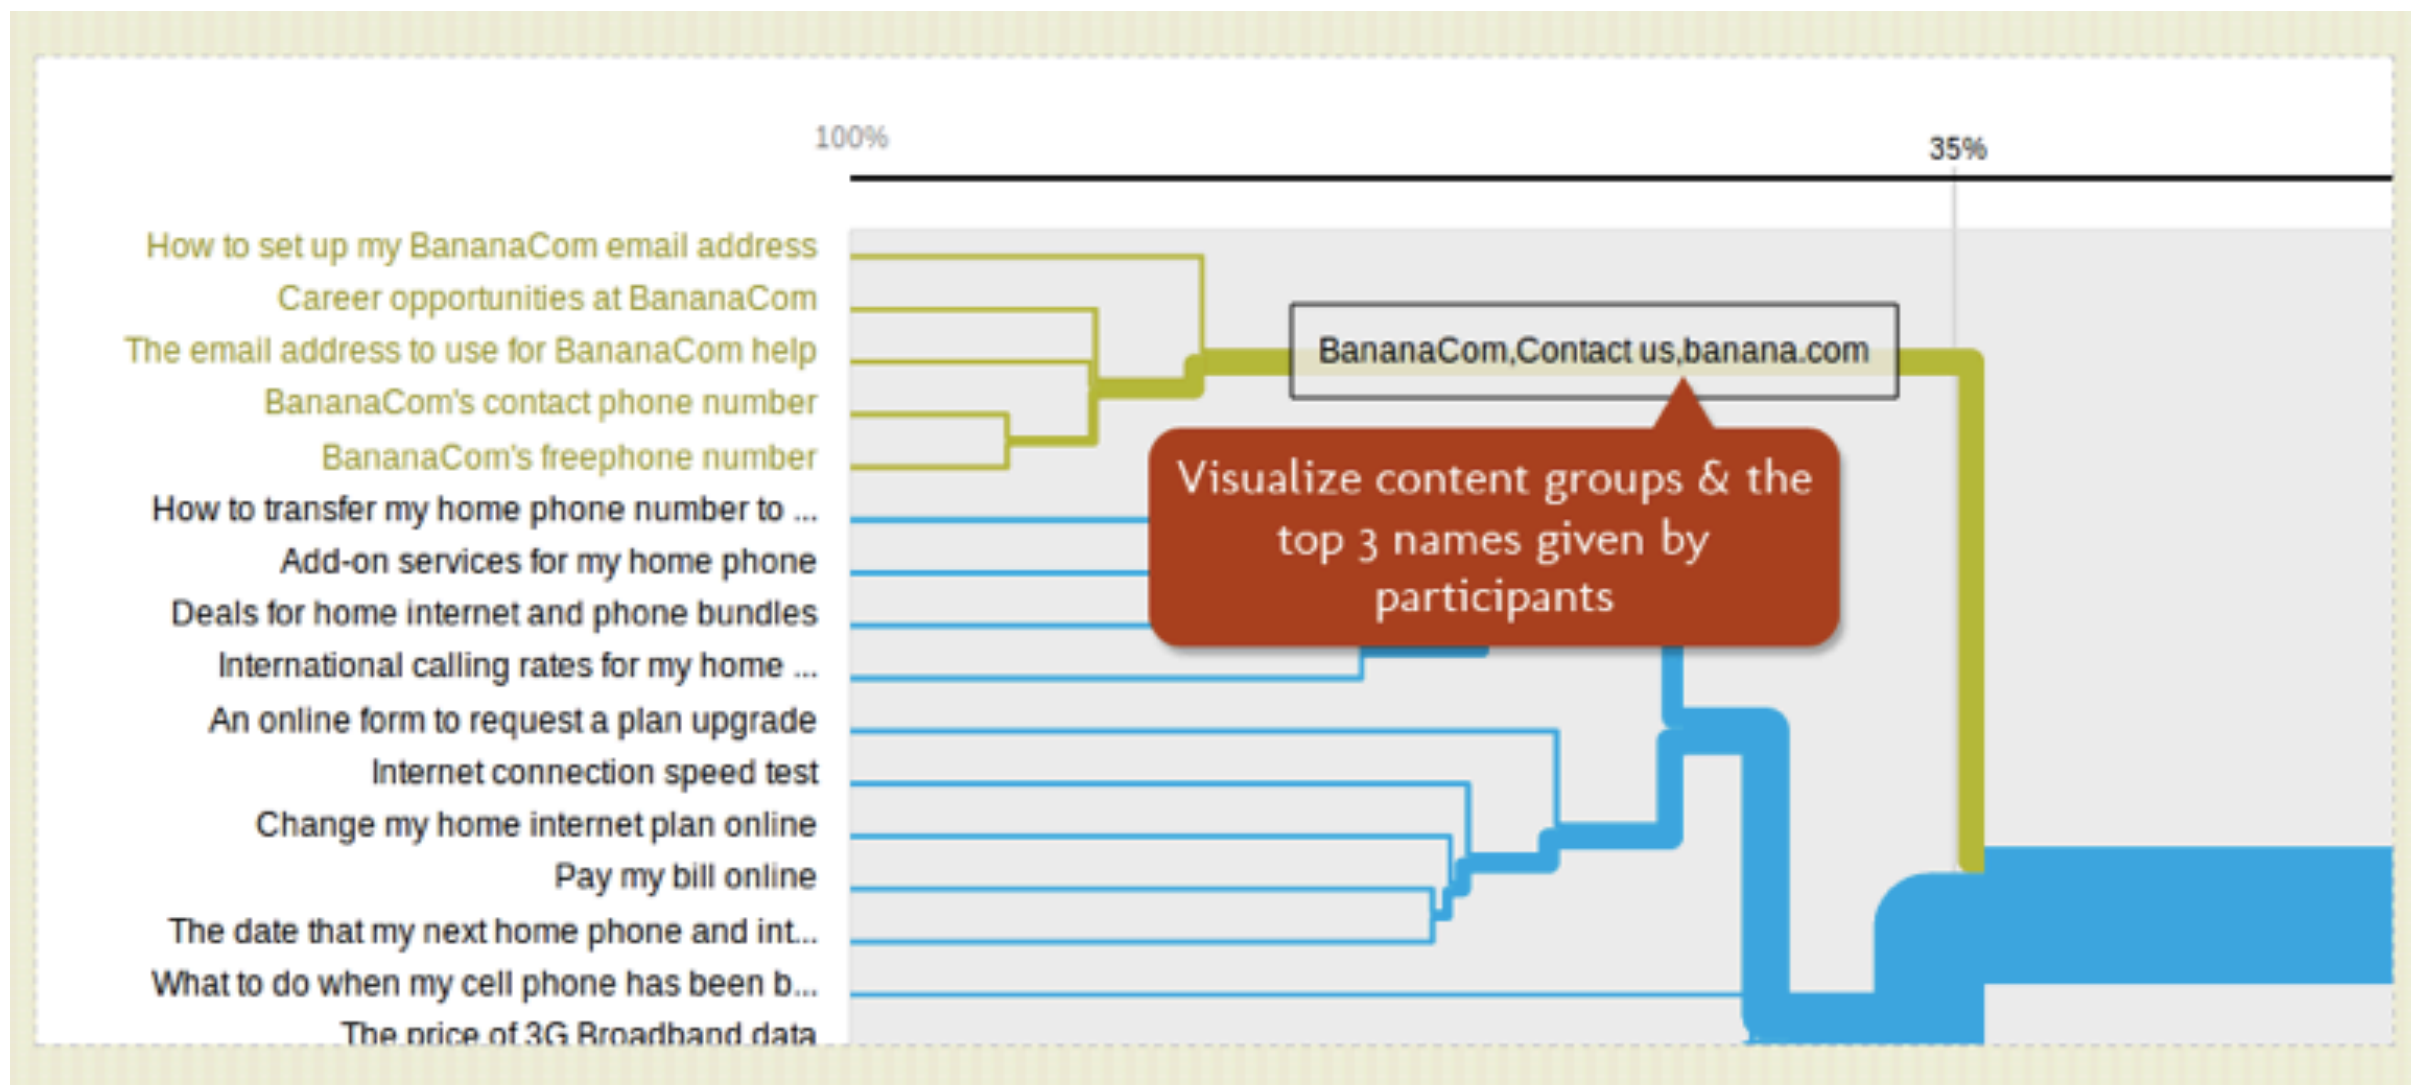 100%
35%
How to set up my BananaCom email address
Career opportunities at BananaCom
The email address to use for BananaCom help
BananaCom,Contact us,banana.com
BananaCom's contact phone number
BananaCom's freephone number
Visualize content groups & the
top 3 names given by
participants
How to transfer my home phone number to ...
Add-on services for my home phone
Deals for home internet and phone bundles
International calling rates for my home ...
An online form to request a plan upgrade
Internet connection speed test
Change my home internet plan online
Pay my bill online
The date that my next home phone and int...
What to do when my cell phone has been b...
The price of 3G Broadband data